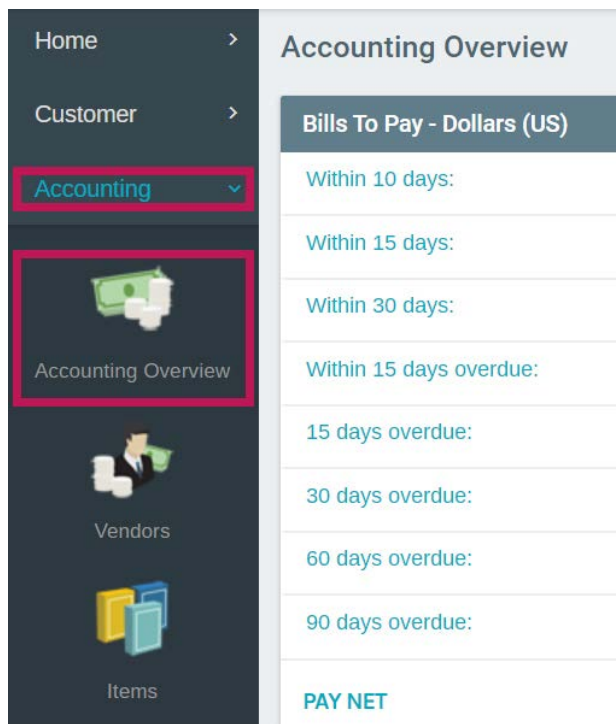 Home
Customer
Accounting
Accounting Overview
Vendors
Items
Accounting Overview
Bills To Pay - Dollars (US)
Within 10 days:
Within 15 days:
Within 30 days:
Within 15 days overdue:
15 days overdue:
30 days overdue:
60 days overdue:
90 days overdue:
PAY NET